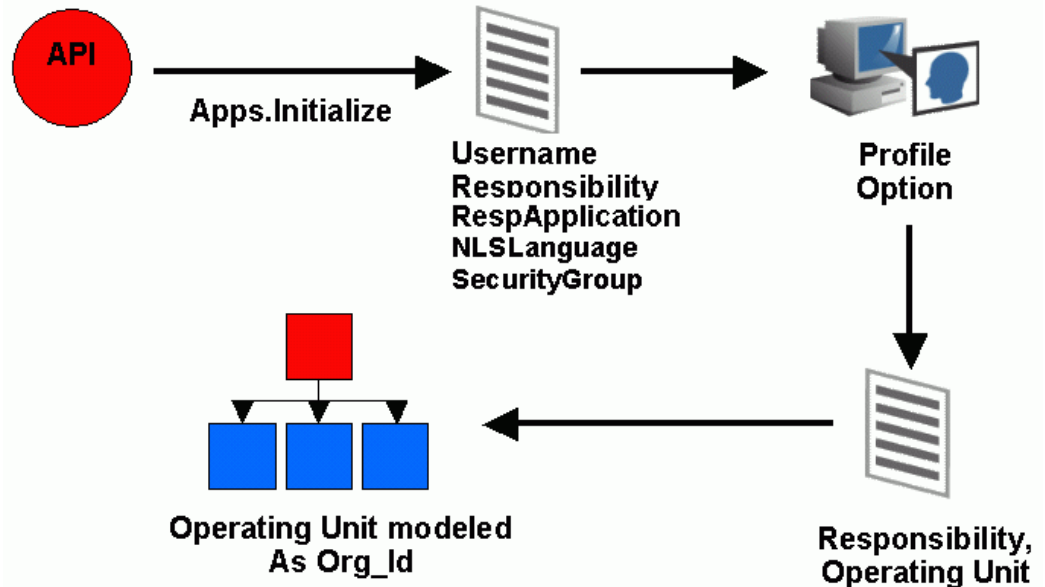 API
Apps.Initialize
Username
Responsibility
RespApplication
NLSLanguage
SecurityGroup
Profile
Option
Responsibility,
Operating Unit
Operating Unit modeled
As Org_Id